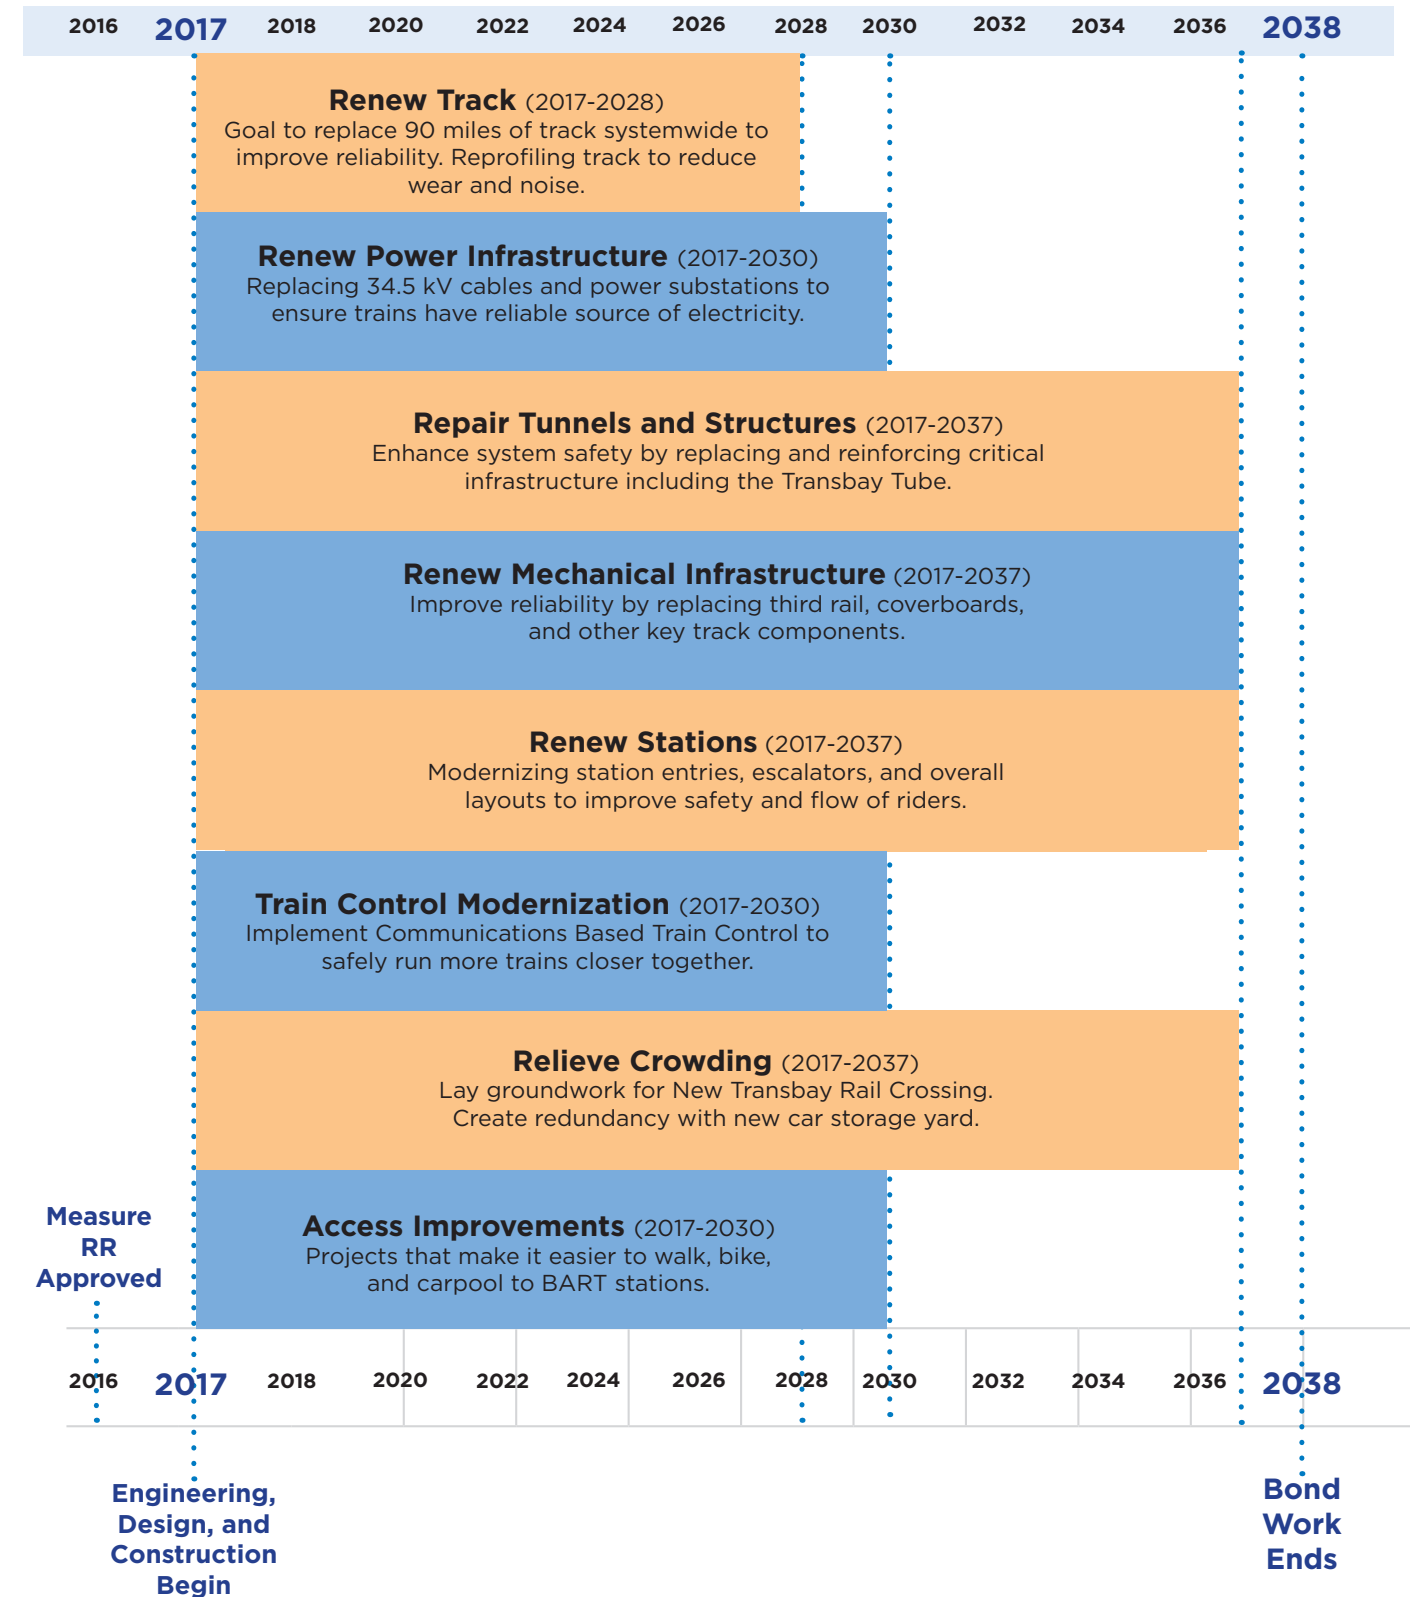 2016 2017 2018 2020 2022 2024 2026 2028 2030 2032 2034 2036 2038
Renew Track (2017-2028)
Goal to replace 90 miles of track systemwide to
improve reliability. Reprofiling track to reduce
wear and noise.
Renew Power Infrastructure (2017-2030)
Replacing 34.5 kV cables and power substations to
ensure trains have reliable source of electricity.
Repair Tunnels and Structures (2017-2037)
Enhance system safety by replacing and reinforcing critical
infrastructure including the Transbay Tube.
Renew Mechanical Infrastructure (2017-2037)
Improve reliability by replacing third rail, coverboards,
and other key track components.
Renew Stations (2017-2037)
Modernizing station entries, escalators, and overall
layouts to improve safety and flow of riders.
Train Control Modernization (2017-2030)
Implement Communications Based Train Control to
safely run more trains closer together.
Relieve Crowding (2017-2037)
Lay groundwork for New Transbay Rail Crossing.
Create redundancy with new car storage yard.
Access Improvements (2017-2030)
Projects that make it easier to walk, bike,
and carpool to BART stations.
Measure
RR
Approved
2016 2017 2018 2020 2022 2024 2026 2028 2030 2032 2034 2036 2038
Engineering,
Design, and
Construction
Begin
Bond
Work
Ends